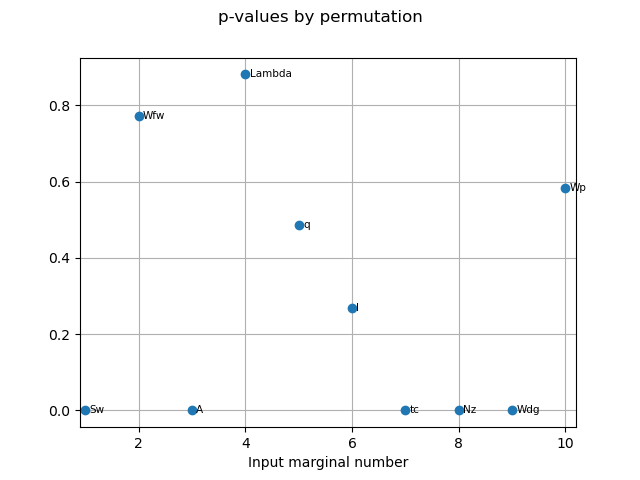 p-values by permutation
Lambda
0.8
Wfw
0.6
Wp
q
0.4
l
0.2
0.0
Sw
A
tc
Nz
Wdg
2
4
6
8
10
Input marginal number